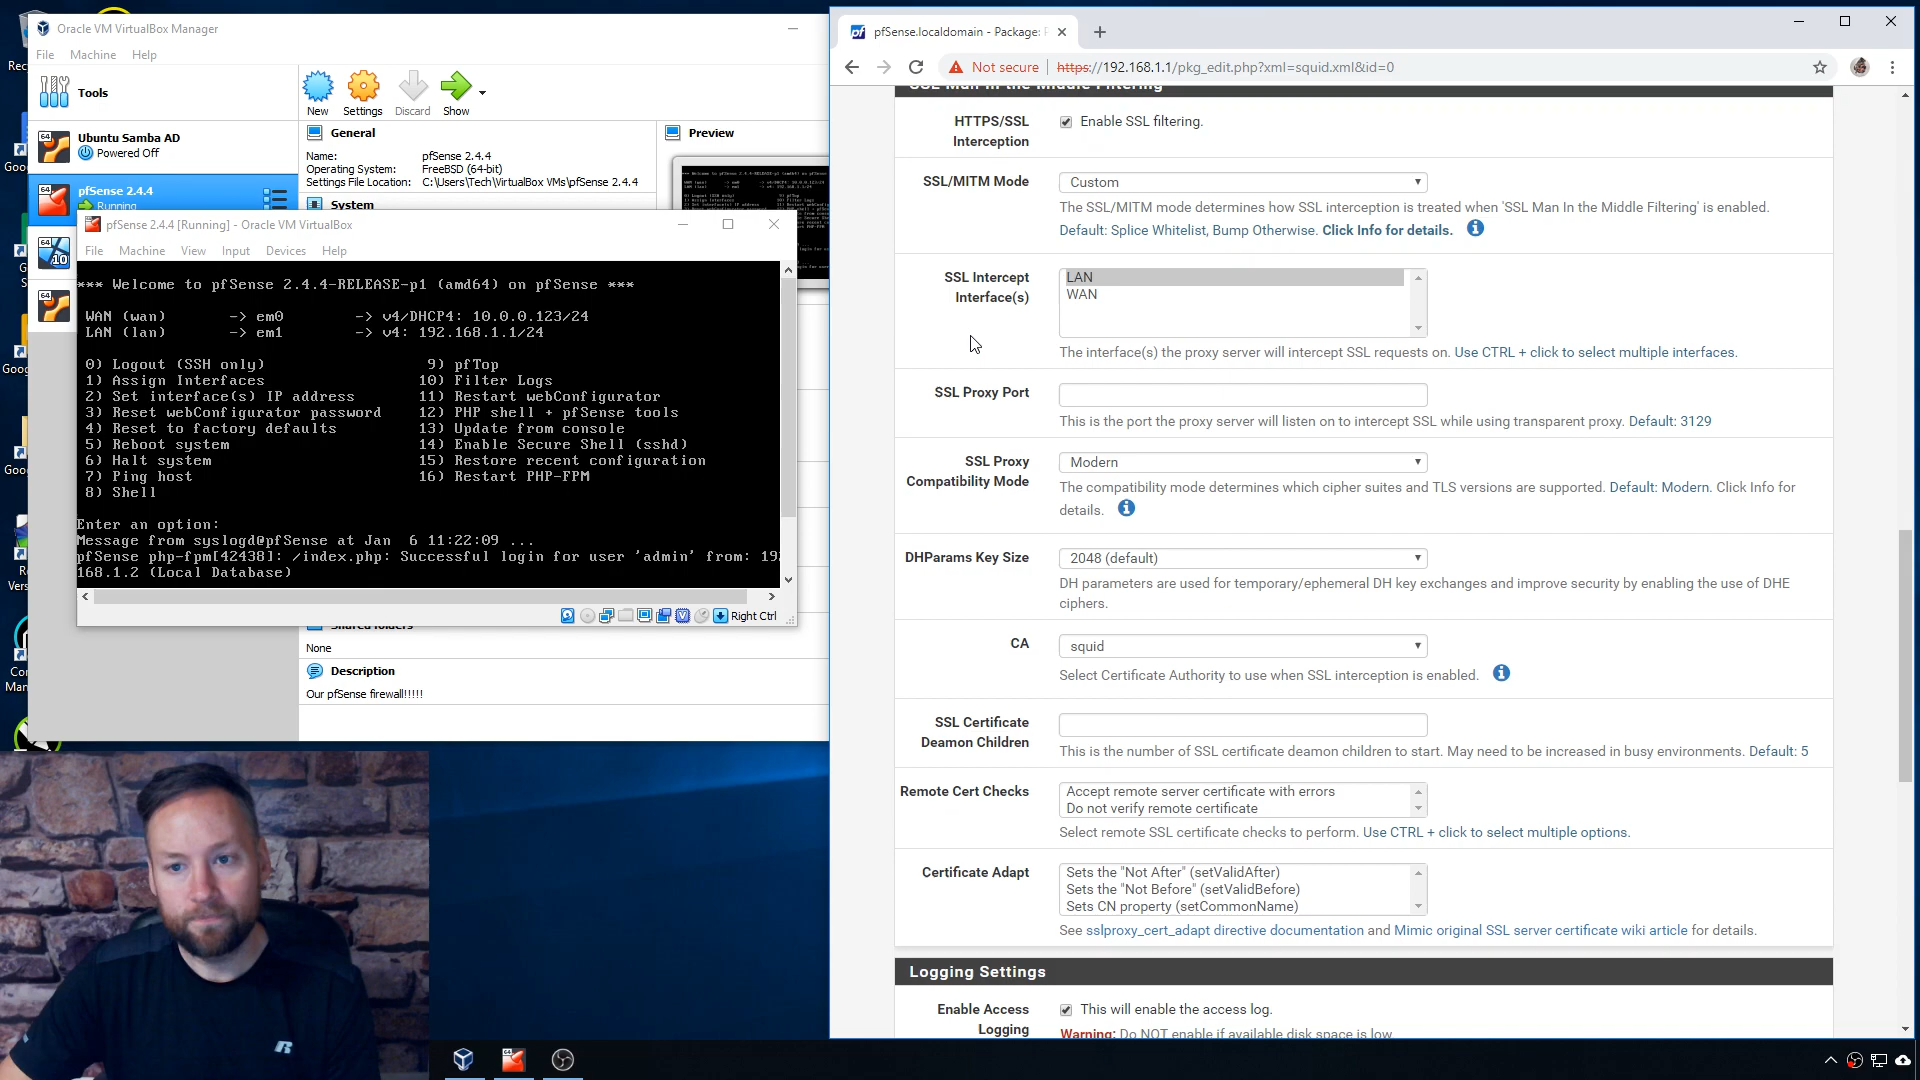 Oracle VM VirtualBox Manager
File Machine Help
Tools
New Settings Discard Show
Ubuntu Samba AD
Powered Off
pfSense 2.4.4
Running
General
Name: pfSense 2.4.4
Operating System: FreeBSD (64-bit)
Settings File Location: C:\Users\Tech\VirtualBox VMs\pfSense 2.4.4
System
Preview
pfSense 2.4.4 [Running] - Oracle VM VirtualBox
File Machine View Input Devices Help
*** Welcome to pfSense 2.4.4-RELEASE-p1 (amd64) on pfSense ***
WAN (wan) -> em0 -> v4/DHCP4: 10.0.0.123/24
LAN (lan) -> em1 -> v4: 192.168.1.1/24
0) Logout (SSH only) 9) pfTop
1) Assign Interfaces 10) Filter Logs
2) Set interface(s) IP address 11) Restart webConfigurator
3) Reset webConfigurator password 12) PHP shell + pfSense tools
4) Reset to factory defaults 13) Update from console
5) Reboot system 14) Enable Secure Shell (sshd)
6) Halt system 15) Restore recent configuration
7) Ping host 16) Restart PHP-FPM
8) Shell
Enter an option:
Message from syslogd@pfSense at Jan 6 11:22:09 ...
pfSense php-fpm[42438]: /index.php: Successful login for user 'admin' from: 19
168.1.2 (Local Database)
Right Ctrl
Shared folders
None
Description
Our pfSense firewall!!!!!
pfSense.localdomain - Package:
Not secure https://192.168.1.1/pkg_edit.php?xml=squid.xml&id=0
SSL Man In the Middle Filtering
HTTPS/SSL Interception
Enable SSL filtering.
SSL/MITM Mode
Custom
The SSL/MITM mode determines how SSL interception is treated when 'SSL Man In the Middle Filtering' is enabled.
Default: Splice Whitelist, Bump Otherwise. Click Info for details.
SSL Intercept Interface(s)
LAN
WAN
The interface(s) the proxy server will intercept SSL requests on. Use CTRL + click to select multiple interfaces.
SSL Proxy Port
This is the port the proxy server will listen on to intercept SSL while using transparent proxy. Default: 3129
SSL Proxy Compatibility Mode
Modern
The compatibility mode determines which cipher suites and TLS versions are supported. Default: Modern. Click Info for
details.
DHParams Key Size
2048 (default)
DH parameters are used for temporary/ephemeral DH key exchanges and improve security by enabling the use of DHE
ciphers.
CA
squid
Select Certificate Authority to use when SSL interception is enabled.
SSL Certificate Deamon Children
This is the number of SSL certificate deamon children to start. May need to be increased in busy environments. Default: 5
Remote Cert Checks
Accept remote server certificate with errors
Do not verify remote certificate
Select remote SSL certificate checks to perform. Use CTRL + click to select multiple options.
Certificate Adapt
Sets the "Not After" (setValidAfter)
Sets the "Not Before" (setValidBefore)
Sets CN property (setCommonName)
See sslproxy_cert_adapt directive documentation and Mimic original SSL server certificate wiki article for details.
Logging Settings
Enable Access Logging
This will enable the access log.
Warning: Do NOT enable if available disk space is low